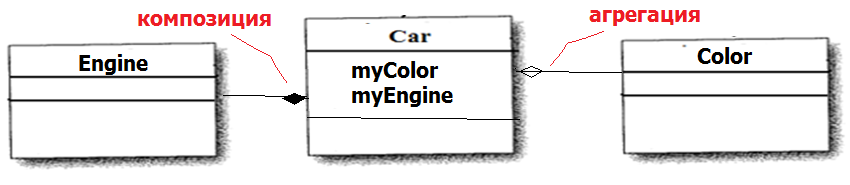 композиция
агрегация
Engine
Car
myColor
myEngine
Color